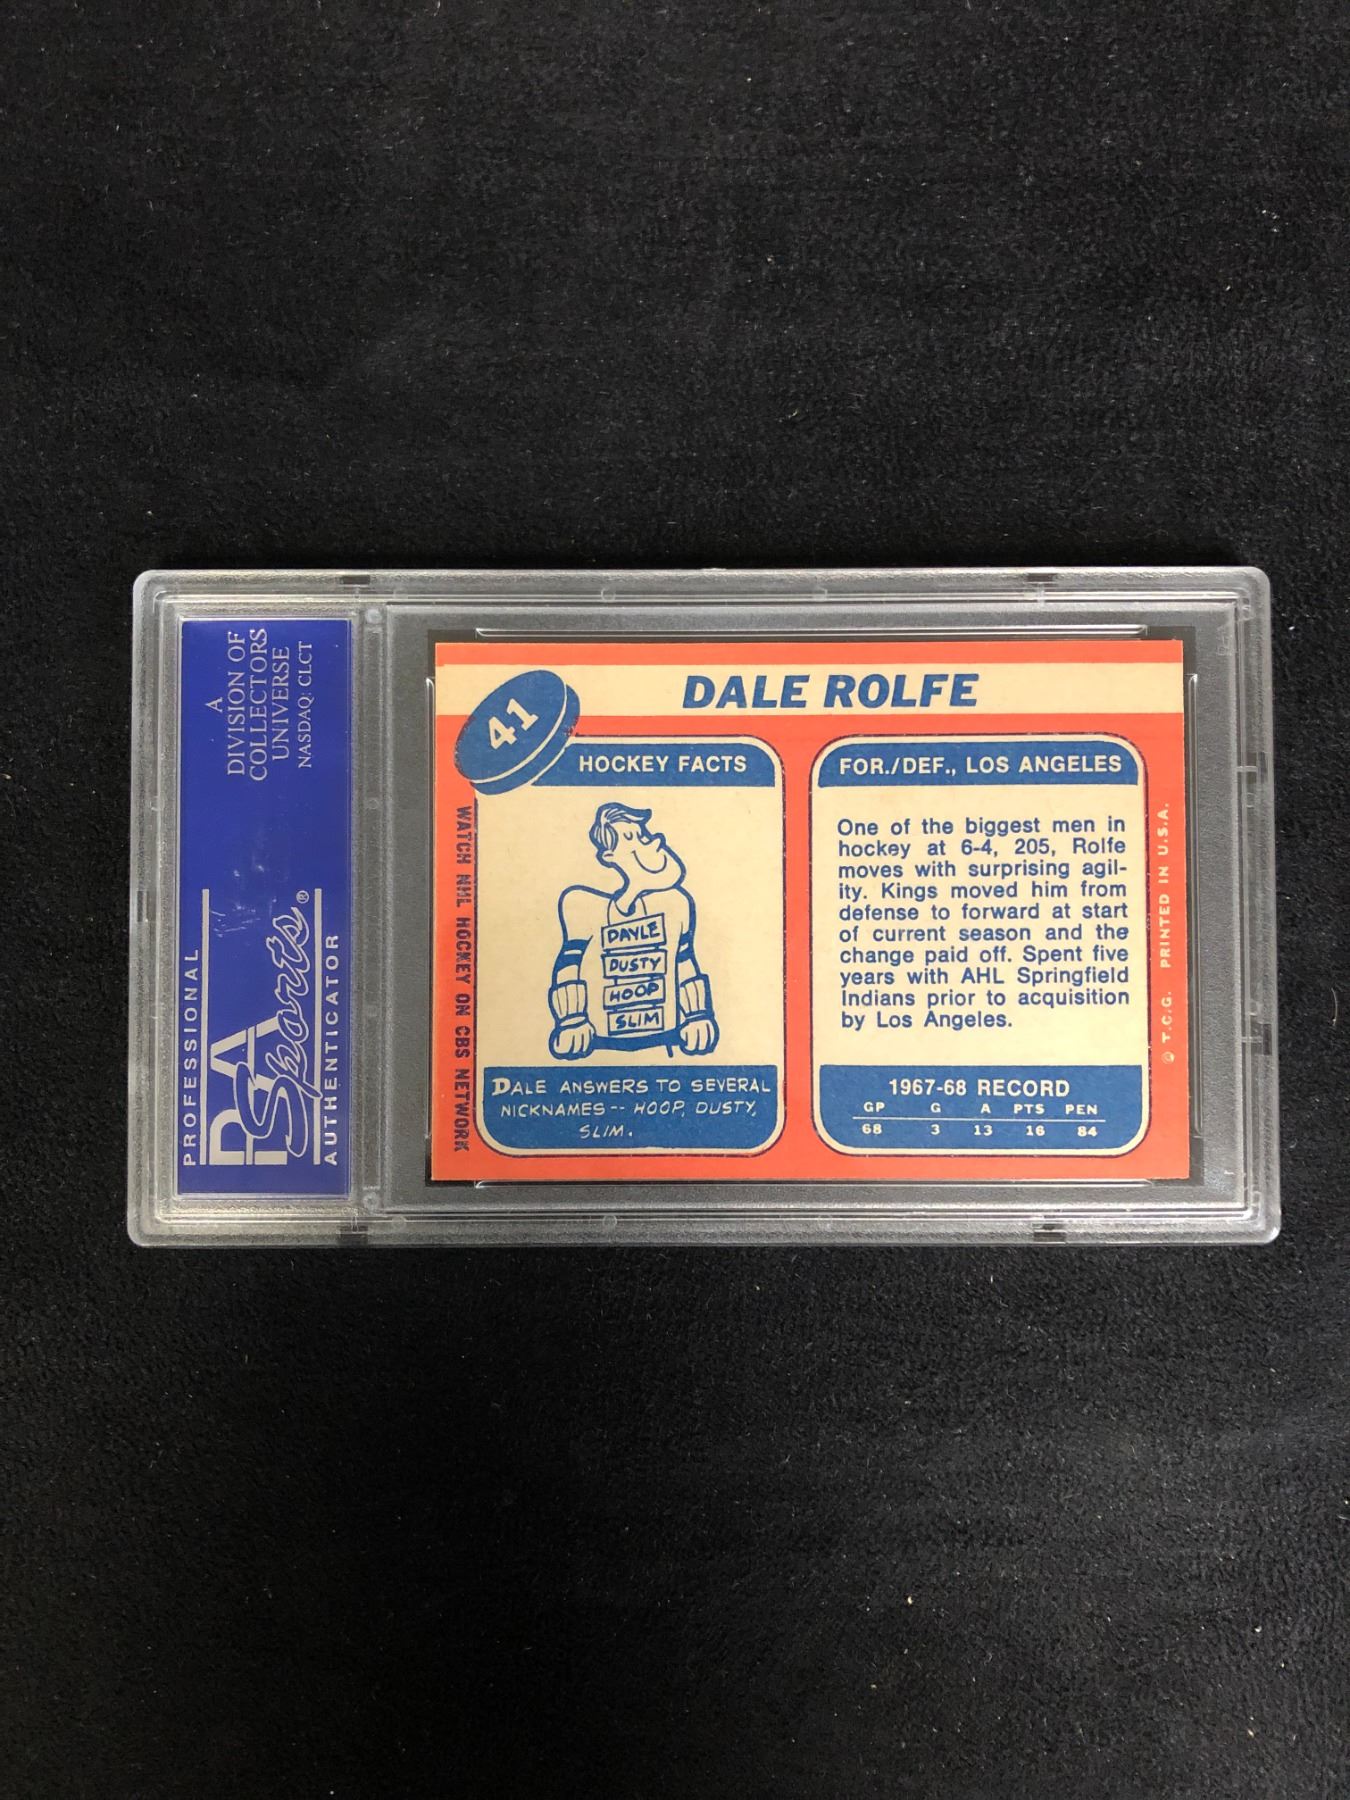 A
DIVISION OF
COLLECTORS
UNIVERSE
NASDAQ: CLCT
PROFESSIONAL
PSA
Sports®
AUTHENTICATOR
41
DALE ROLFE
HOCKEY FACTS
DAYLE
DUSTY
HOOP
SLIM
DALE ANSWERS TO SEVERAL
NICKNAMES -- HOOP, DUSTY,
SLIM.
WATCH NHL HOCKEY ON CBS NETWORK
FOR./DEF., LOS ANGELES
One of the biggest men in
hockey at 6-4, 205, Rolfe
moves with surprising agil-
ity. Kings moved him from
defense to forward at start
of current season and the
change paid off. Spent five
years with AHL Springfield
Indians prior to acquisition
by Los Angeles.
1967-68 RECORD
GP G A PTS PEN
68 3 13 16 84
© T.C.G. PRINTED IN U.S.A.